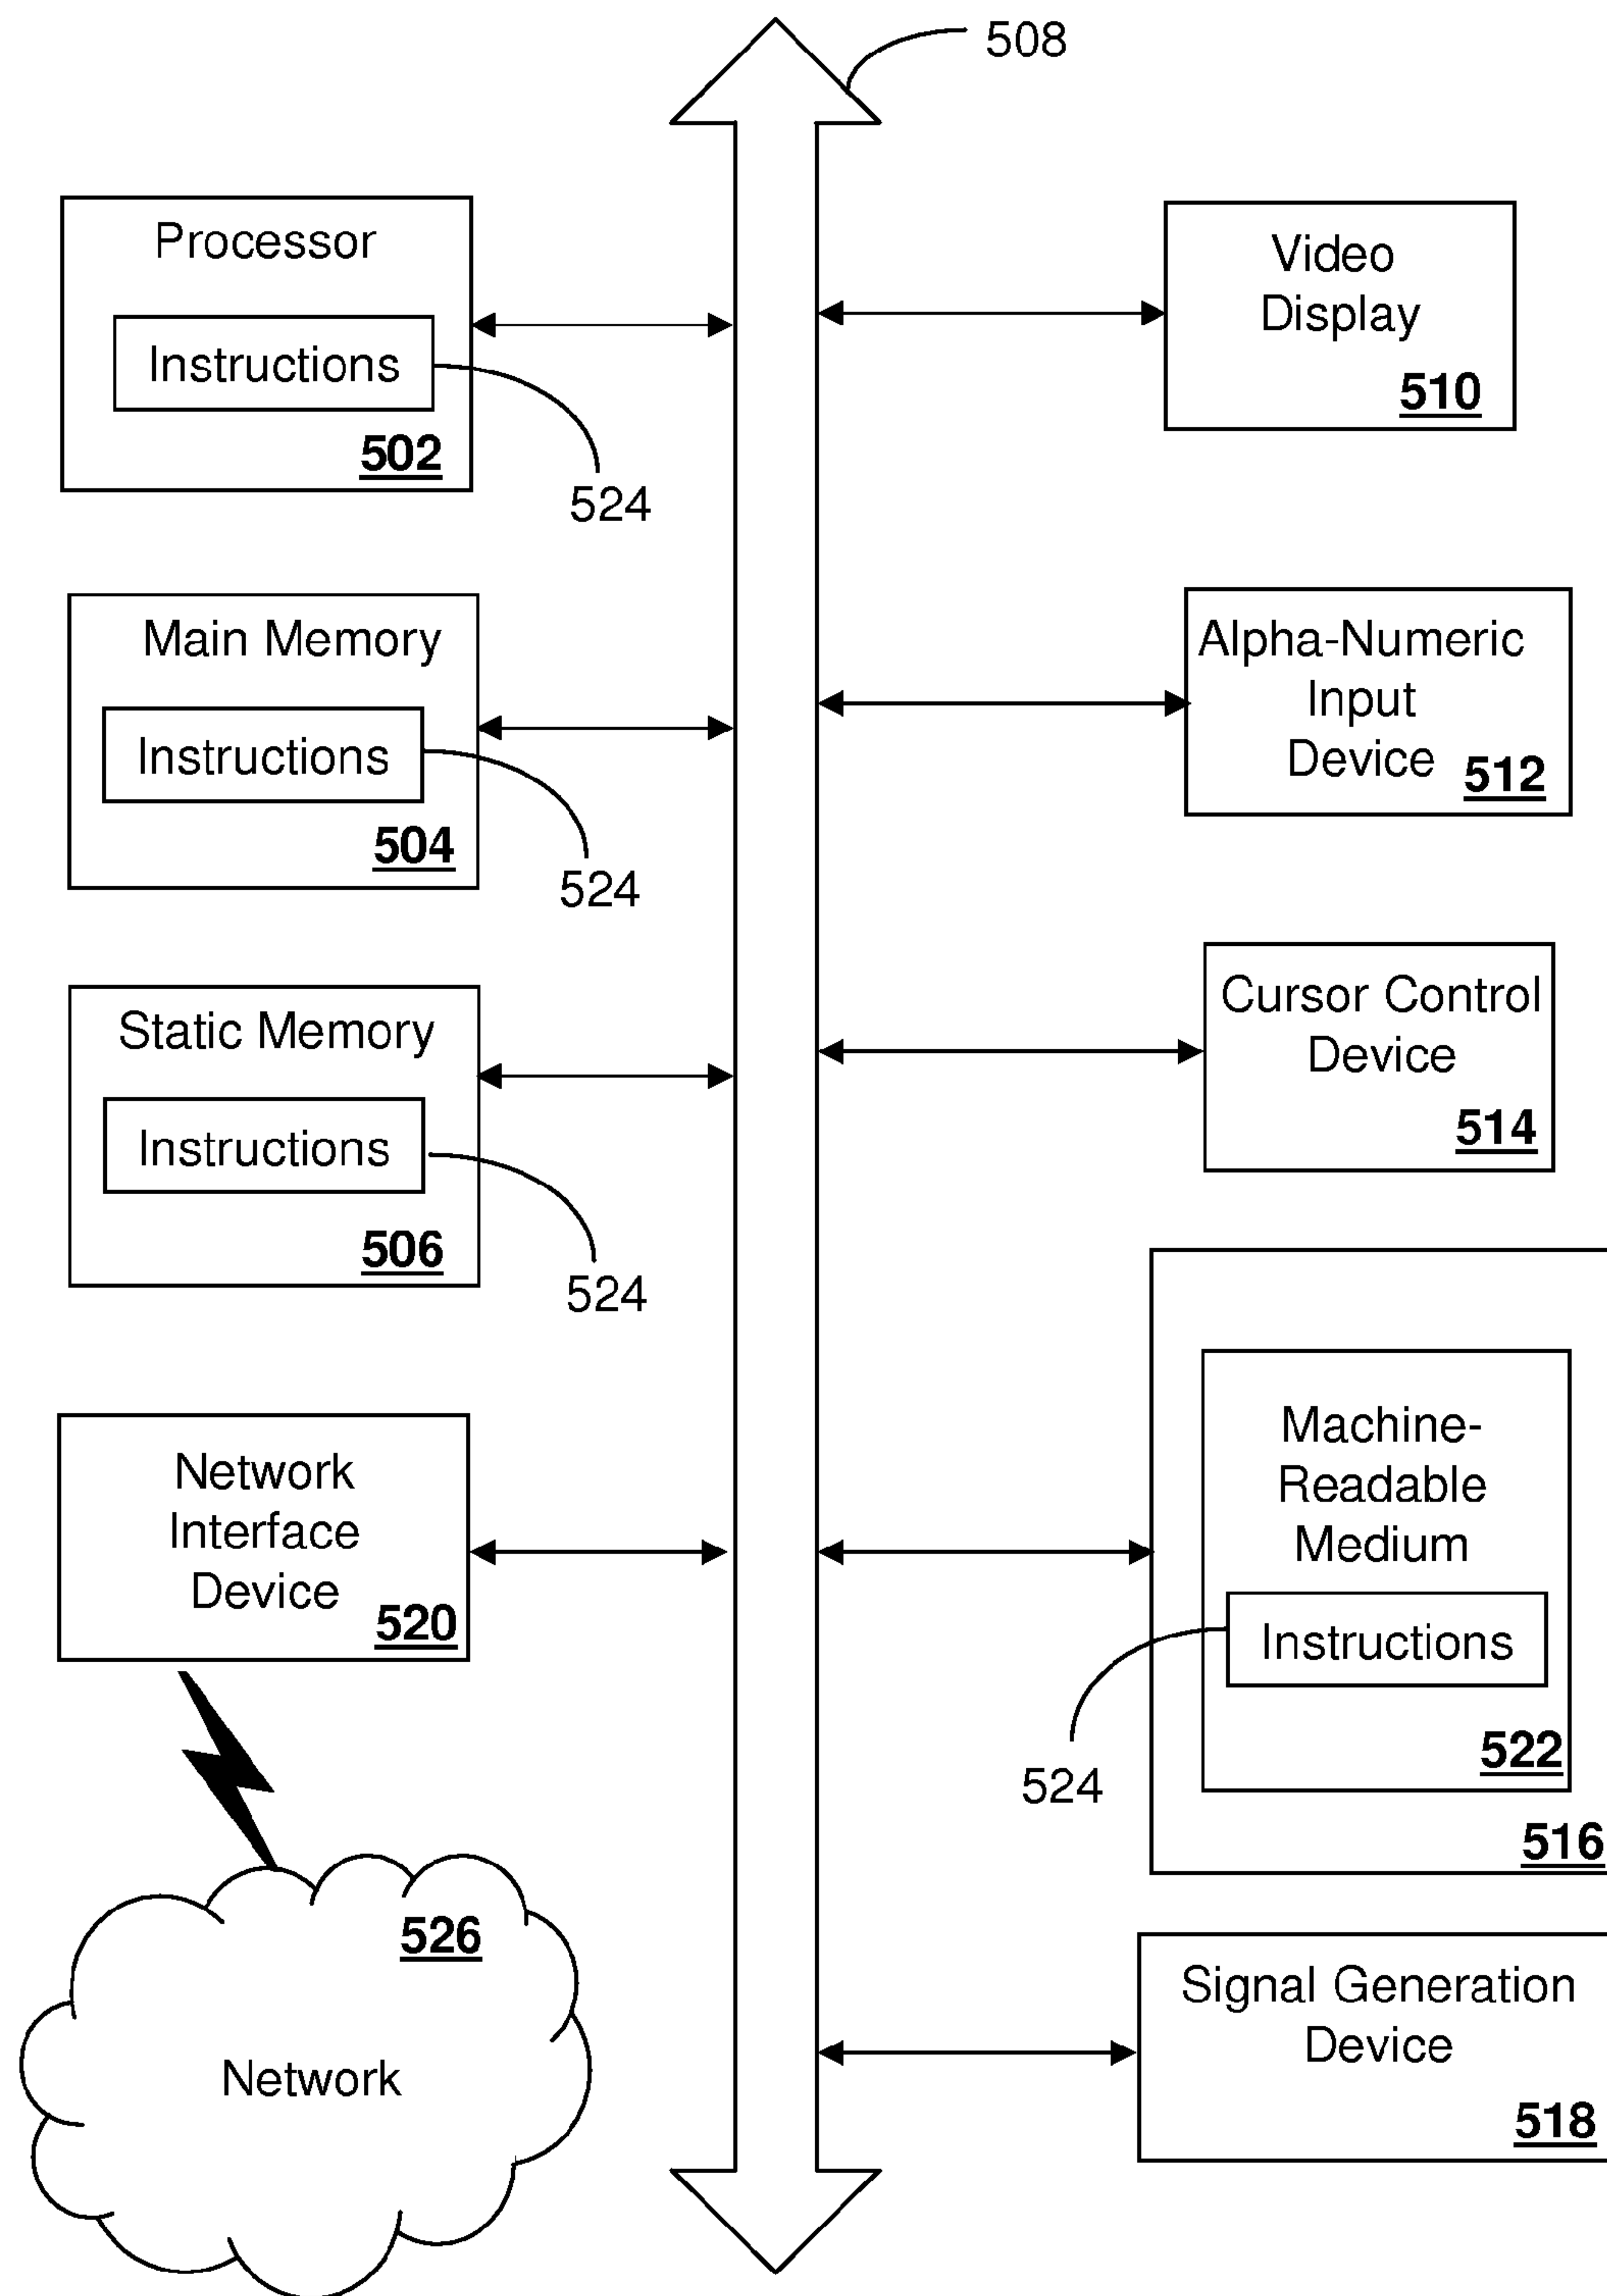 508
Processor
Instructions
502
524
Main Memory
Instructions
504
524
Static Memory
Instructions
506
524
Network
Interface
Device
520
526
Network
Video
Display
510
Alpha-Numeric
Input
Device
512
Cursor Control
Device
514
Machine-
Readable
Medium
Instructions
522
524
516
Signal Generation
Device
518